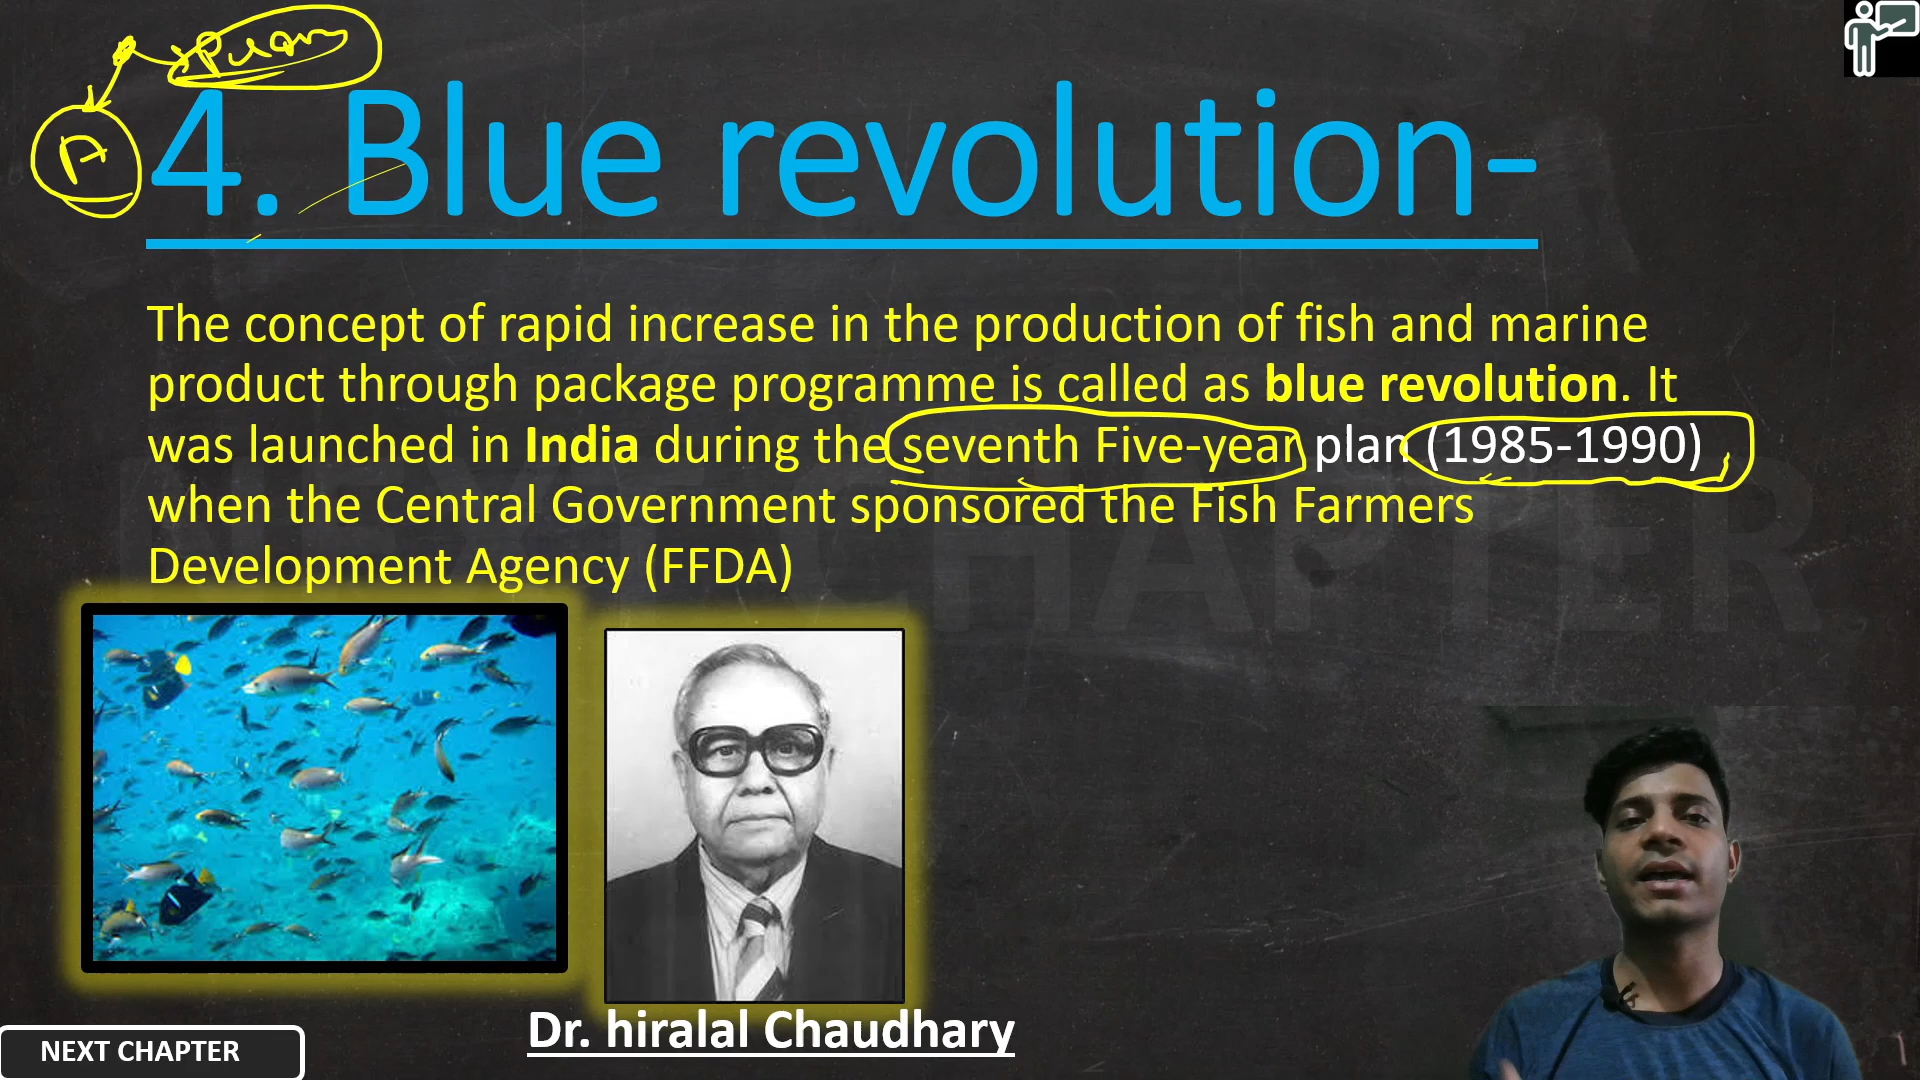 A
4. Blue revolution-
The concept of rapid increase in the production of fish and marine
product through package programme is called as blue revolution. It
was launched in India during the seventh Five-year plan (1985-1990)
when the Central Government sponsored the Fish Farmers
Development Agency (FFDA)
NEXT CHAPTER
Dr. hiralal Chaudhary
NEXT CHAPTER